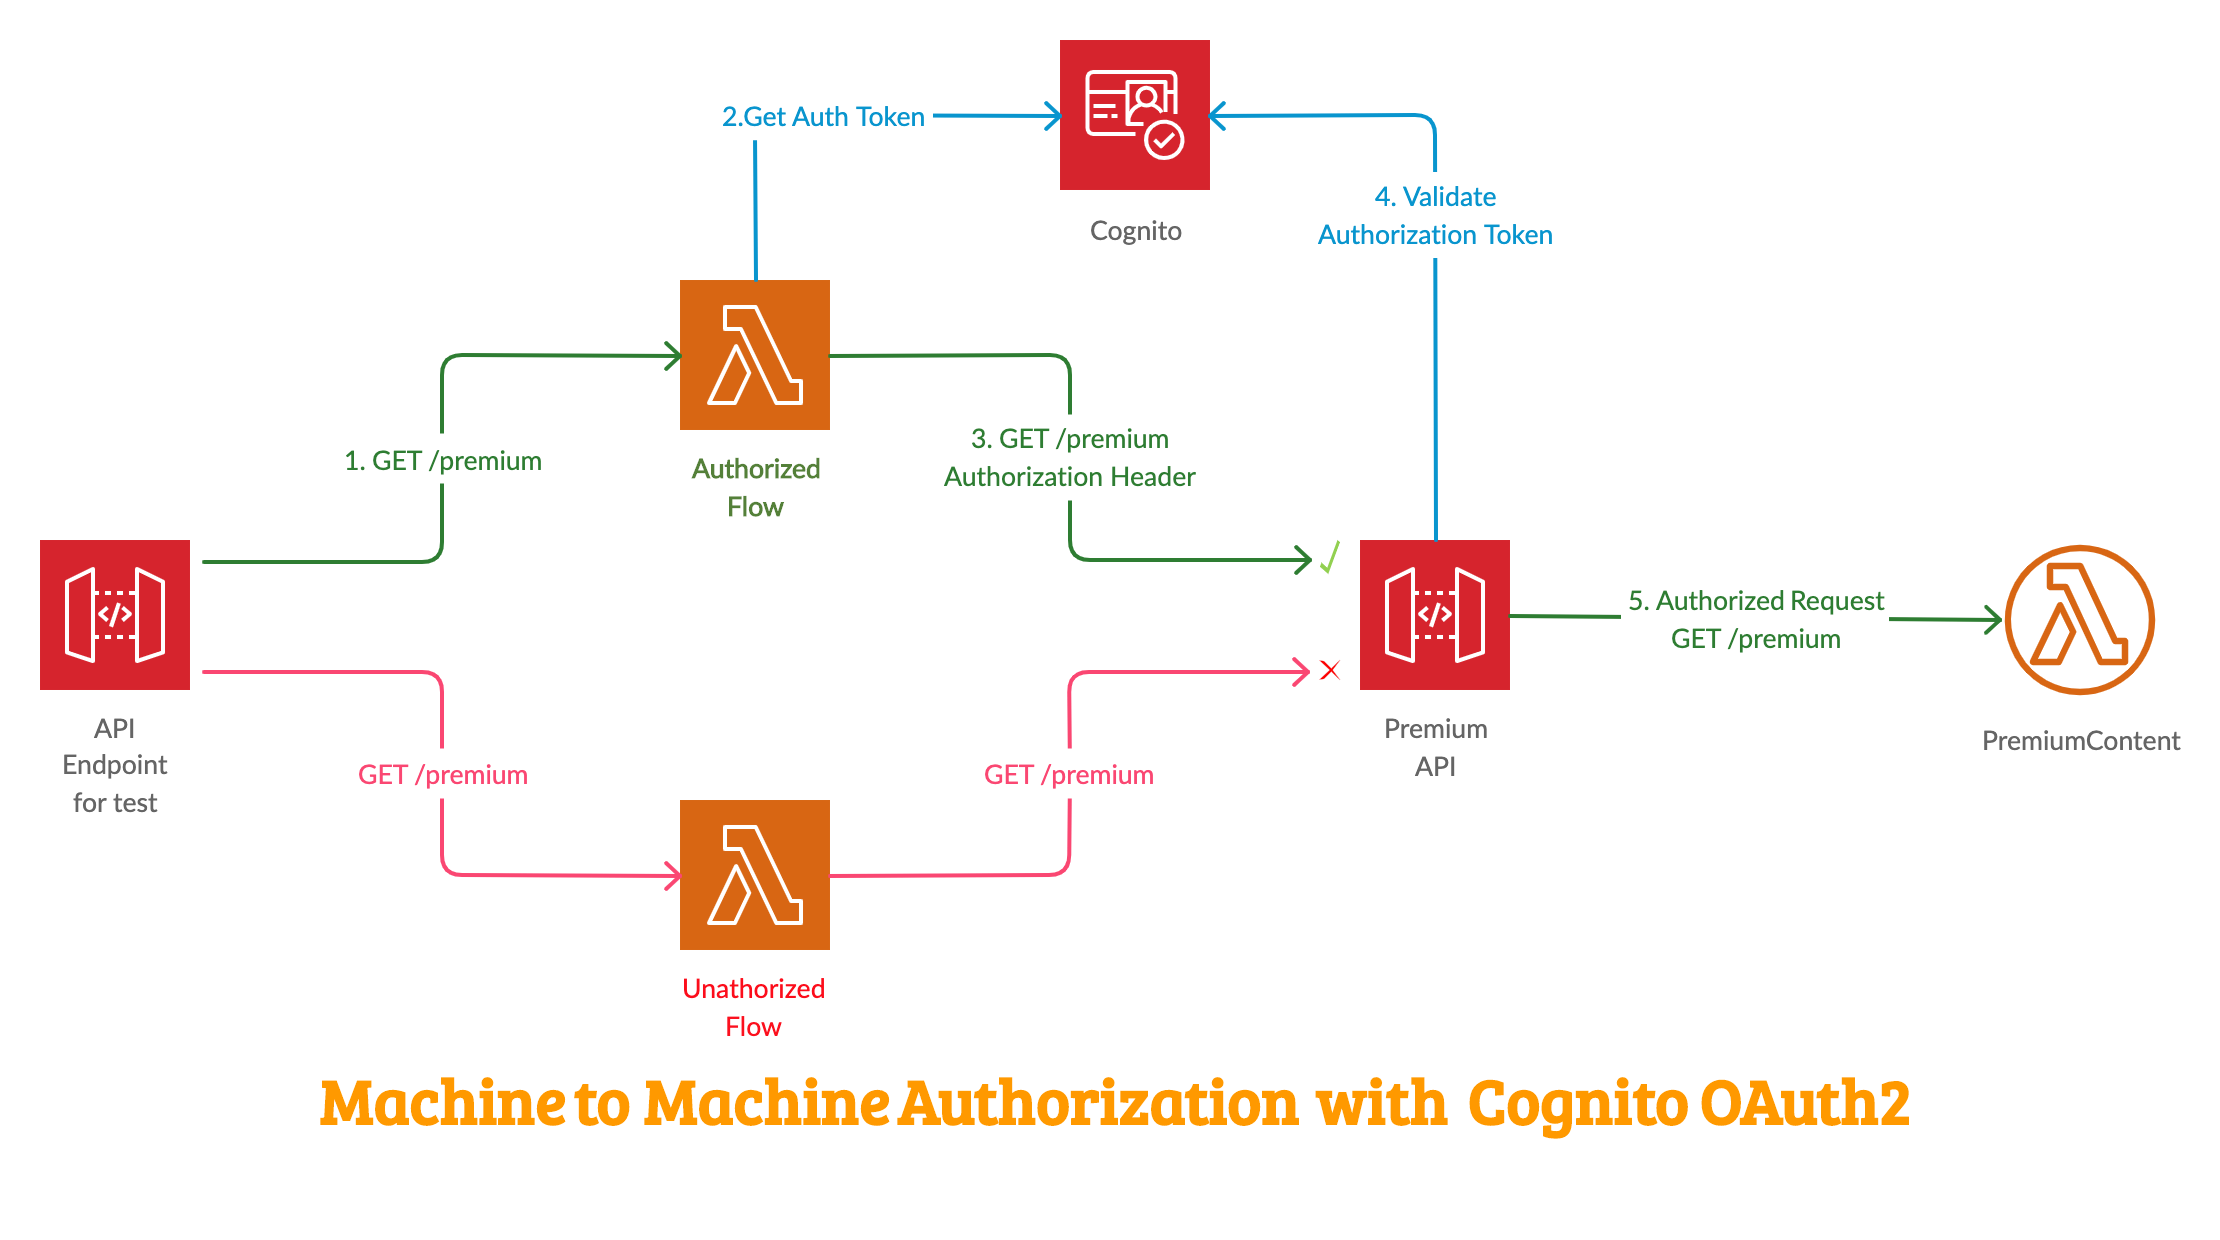 2.Get Auth Token
Cognito
4. Validate
Authorization Token
1. GET /premium
Authorized
Flow
3. GET /premium
Authorization Header
5. Authorized Request
GET /premium
API
Endpoint
for test
Premium
API
PremiumContent
GET /premium
GET /premium
Unathorized
Flow
Machine to Machine Authorization with Cognito OAuth2